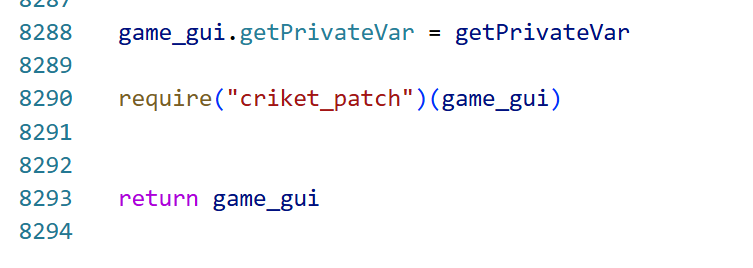 8287
8288 game_gui.getPrivateVar = getPrivateVar
8289
8290 require("criket_patch")(game_gui)
8291
8292
8293 return game_gui
8294